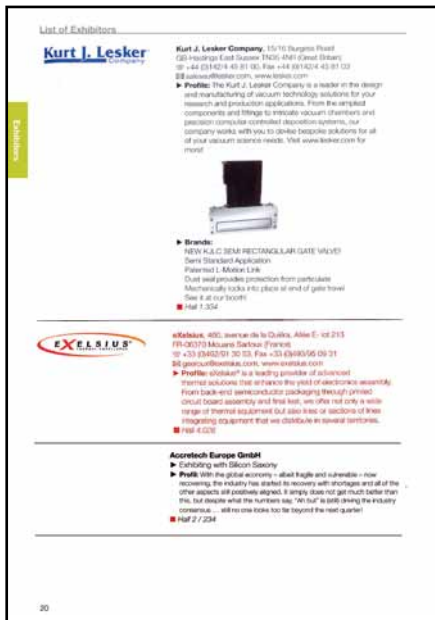 List of Exhibitors
Exhibitors
Kurt J. Lesker
Company
Kurt J. Lesker Company, 15/16 Burgess Road
GB-Hastings East Sussex TN35 4NR (Great Britain)
www.lesker.com
► Profile: The Kurt J. Lesker Company is a leader in the design
and manufacturing of vacuum technology solutions for your
research and production applications. From the simplest
components and fittings to intricate vacuum chambers and
precision computer-controlled deposition systems, our
company works with you to devise bespoke solutions for all
of your vacuum science needs. Visit www.lesker.com for
more!
► Brands:
NEW KJLC SEMI RECTANGULAR GATE VALVE!
Semi Standard Application
Patented L-Motion Link
Dust seal provides protection from particulate
Mechanically locks into place at end of gate travel
See it at our booth!
Hall 1.334
EXELSIUS
eXelsius, avenue de la Quiéra,
Mouans Sartoux (France)
www.exelsius.com
► Profile: eXelsius® is a leading provider of advanced
thermal solutions that enhance the yield of electronics assembly.
From back-end semiconductor packaging through printed
circuit board assembly and final test, we offer not only a wide
range of thermal equipment but also lines or sections of lines
integrating equipment that we distribute in several territories.
Hall
Accretech Europe GmbH
► Exhibiting with Silicon Saxony
► Profil: With the global economy – albeit fragile and vulnerable – now
recovering, the industry has started its recovery with shortages and all of the
other aspects still positively aligned. It simply does not get much better than
this, but despite what the numbers say, "Ah but" is (still) driving the industry
consensus … still no one looks too far beyond the next quarter!
Hall 2 / 234
20